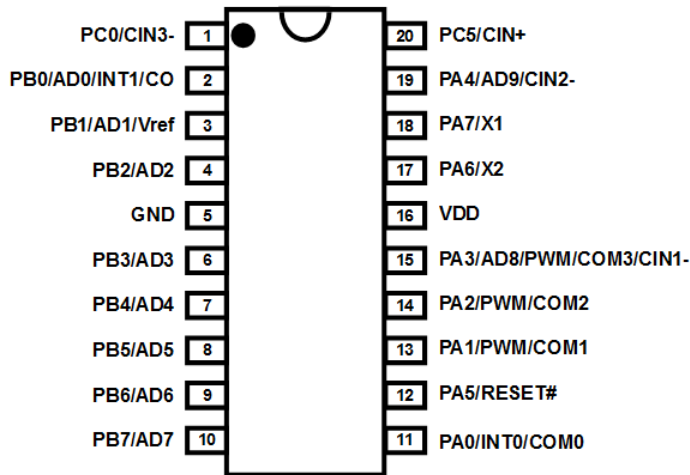 PC0/CIN3- 1 20 PC5/CIN+
PB0/AD0/INT1/CO 2 19 PA4/AD9/CIN2-
PB1/AD1/Vref 3 18 PA7/X1
PB2/AD2 4 17 PA6/X2
GND 5 16 VDD
PB3/AD3 6 15 PA3/AD8/PWM/COM3/CIN1-
PB4/AD4 7 14 PA2/PWM/COM2
PB5/AD5 8 13 PA1/PWM/COM1
PB6/AD6 9 12 PA5/RESET#
PB7/AD7 10 11 PA0/INT0/COM0